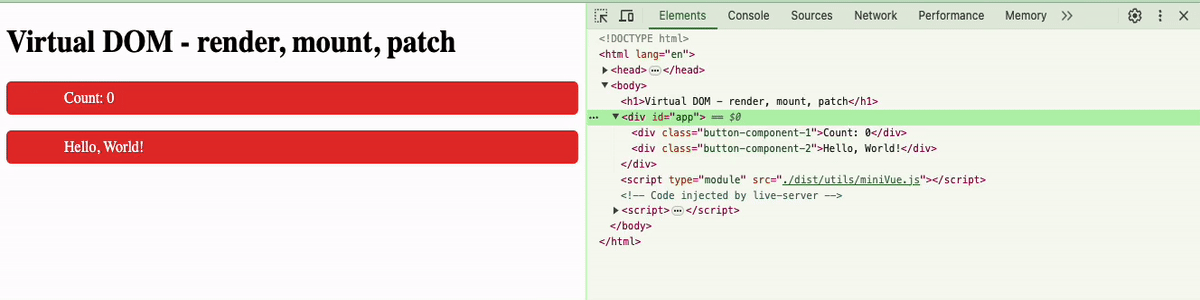 Virtual DOM - render, mount, patch
Count: 0
Hello, World!
Elements Console Sources Network Performance Memory
<!DOCTYPE html>
<html lang="en">
<head> … </head>
<body>
<h1>Virtual DOM - render, mount, patch</h1>
<div id="app"> == $0
<div class="button-component-1">Count: 0</div>
<div class="button-component-2">Hello, World!</div>
</div>
<script type="module" src="./dist/utils/miniVue.js"></script>
<!-- Code injected by live-server -->
<script> … </script>
</body>
</html>